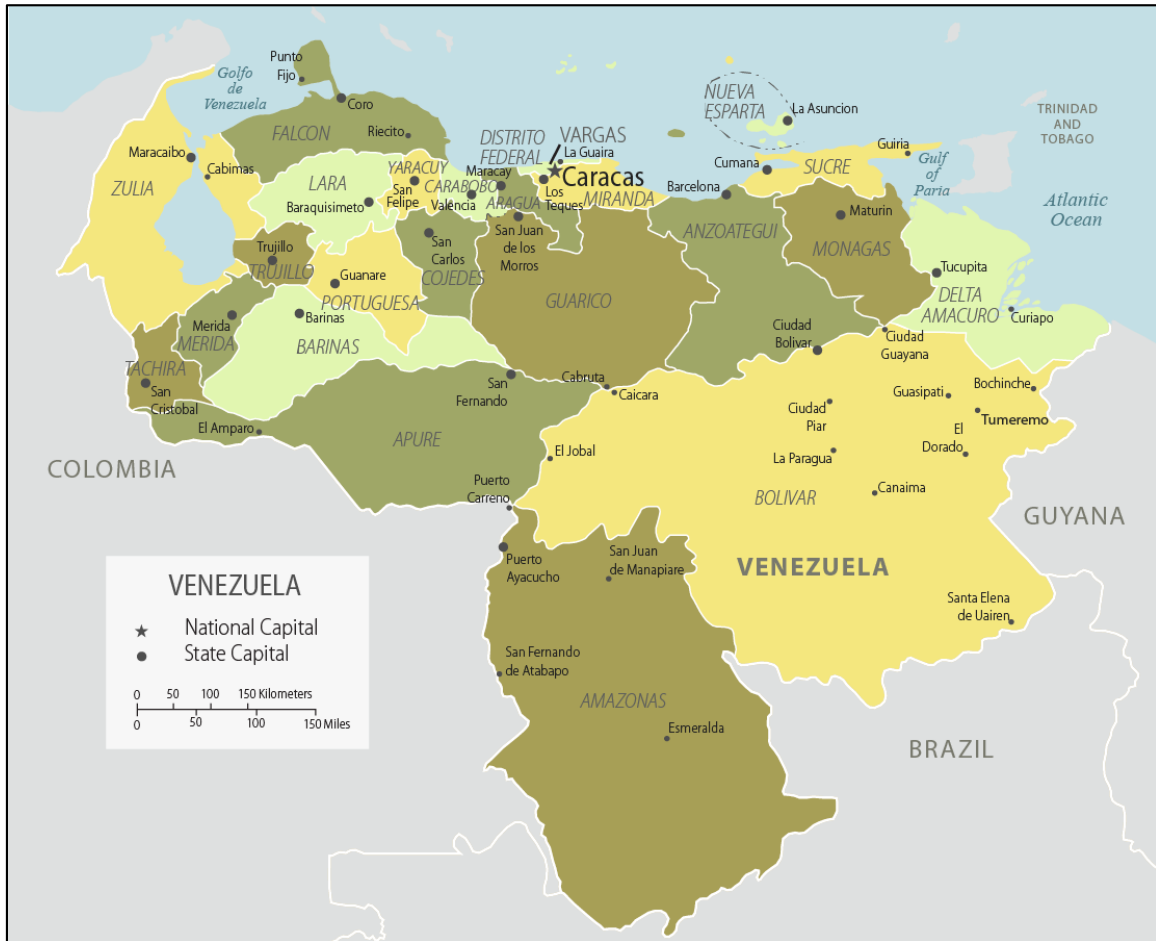 Punto
Fijo
Golfo
de
Venezuela
Coro
FALCON
Riecito
NUEVA
ESPARTA
La Asuncion
TRINIDAD
AND
TOBAGO
DISTRITO
FEDERAL
VARGAS
La Guaira
Caracas
Maracaibo
Cabimas
ZULIA
LARA
Baraquisimeto
YARACUY
San
Felipe
CARABOBO
Valencia
Maracay
ARAGUA
Los
Teques
MIRANDA
Cumana
SUCRE
Guiria
Gulf
of
Paria
Atlantic
Ocean
Barcelona
ANZOATEGUI
Maturin
MONAGAS
Trujillo
TRUJILLO
Guanare
PORTUGUESA
San
Carlos
COJEDES
San Juan
de los
Morros
GUARICO
Tucupita
DELTA
AMACURO
Curiapo
Merida
MERIDA
Barinas
BARINAS
Ciudad
Bolivar
Ciudad
Guayana
TACHIRA
San
Cristobal
San
Fernando
Cabruta
Caicara
Guasipati
Bochinche
Ciudad
Piar
Tumeremo
El Amparo
APURE
El Jobal
La Paragua
El
Dorado
COLOMBIA
Puerto
Carreno
BOLIVAR
Canaima
GUYANA
Puerto
Ayacucho
San Juan
de Manapiare
VENEZUELA
Santa Elena
de Uairen
San Fernando
de Atabapo
AMAZONAS
Esmeralda
BRAZIL
VENEZUELA
National Capital
State Capital
0 50 100 150 Kilometers
0 50 100 150 Miles